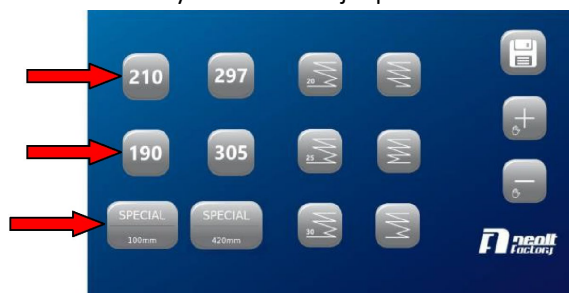 210 297 20
190 305 25
SPECIAL SPECIAL 30
100mm 420mm
neolt
Factory